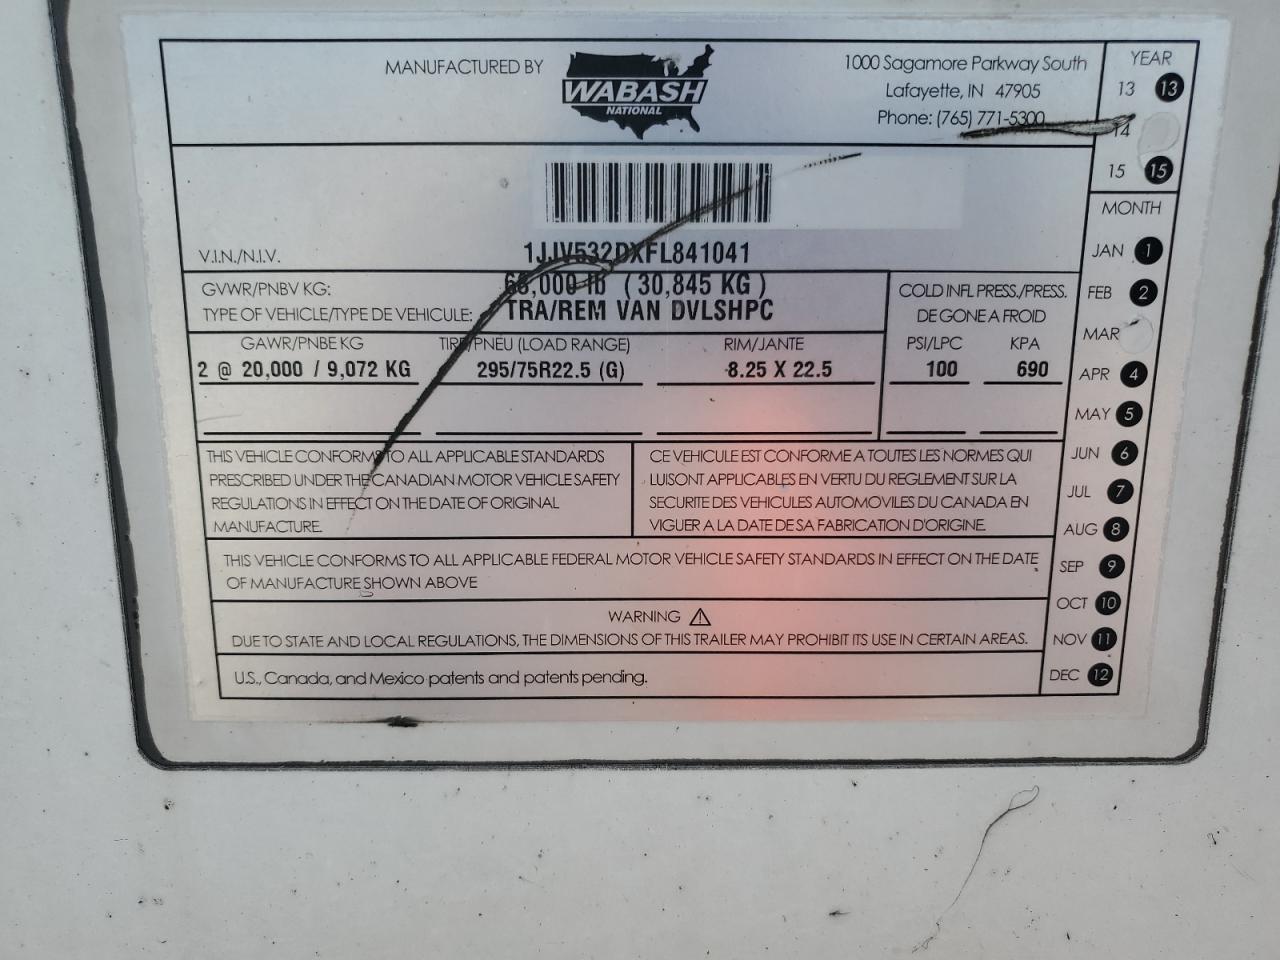 MANUFACTURED BY
WABASH
NATIONAL
1000 Sagamore Parkway South
Lafayette, IN 47905
Phone: (765) 771-5300
YEAR
13 13
14
15 15
V.I.N./N.I.V. 1JJV532DXFL841041
GVWR/PNBV KG: 68,000 lb ( 30,845 KG )
TYPE OF VEHICLE/TYPE DE VEHICULE: TRA/REM VAN DVLSHPC
COLD INFL PRESS./PRESS.
DE GONE A FROID
GAWR/PNBE KG TIRE/PNEU (LOAD RANGE) RIM/JANTE PSI/LPC KPA
2 @ 20,000 / 9,072 KG 295/75R22.5 (G) 8.25 X 22.5 100 690
THIS VEHICLE CONFORMS TO ALL APPLICABLE STANDARDS
PRESCRIBED UNDER THE CANADIAN MOTOR VEHICLE SAFETY
REGULATIONS IN EFFECT ON THE DATE OF ORIGINAL
MANUFACTURE.
CE VEHICULE EST CONFORME A TOUTES LES NORMES QUI
LUISONT APPLICABLES EN VERTU DU REGLEMENT SUR LA
SECURITE DES VEHICULES AUTOMOVILES DU CANADA EN
VIGUER A LA DATE DE SA FABRICATION D'ORIGINE.
THIS VEHICLE CONFORMS TO ALL APPLICABLE FEDERAL MOTOR VEHICLE SAFETY STANDARDS IN EFFECT ON THE DATE
OF MANUFACTURE SHOWN ABOVE
WARNING
DUE TO STATE AND LOCAL REGULATIONS, THE DIMENSIONS OF THIS TRAILER MAY PROHIBIT ITS USE IN CERTAIN AREAS.
U.S., Canada, and Mexico patents and patents pending.
MONTH
JAN 1
FEB 2
MAR
APR 4
MAY 5
JUN 6
JUL 7
AUG 8
SEP 9
OCT 10
NOV 11
DEC 12